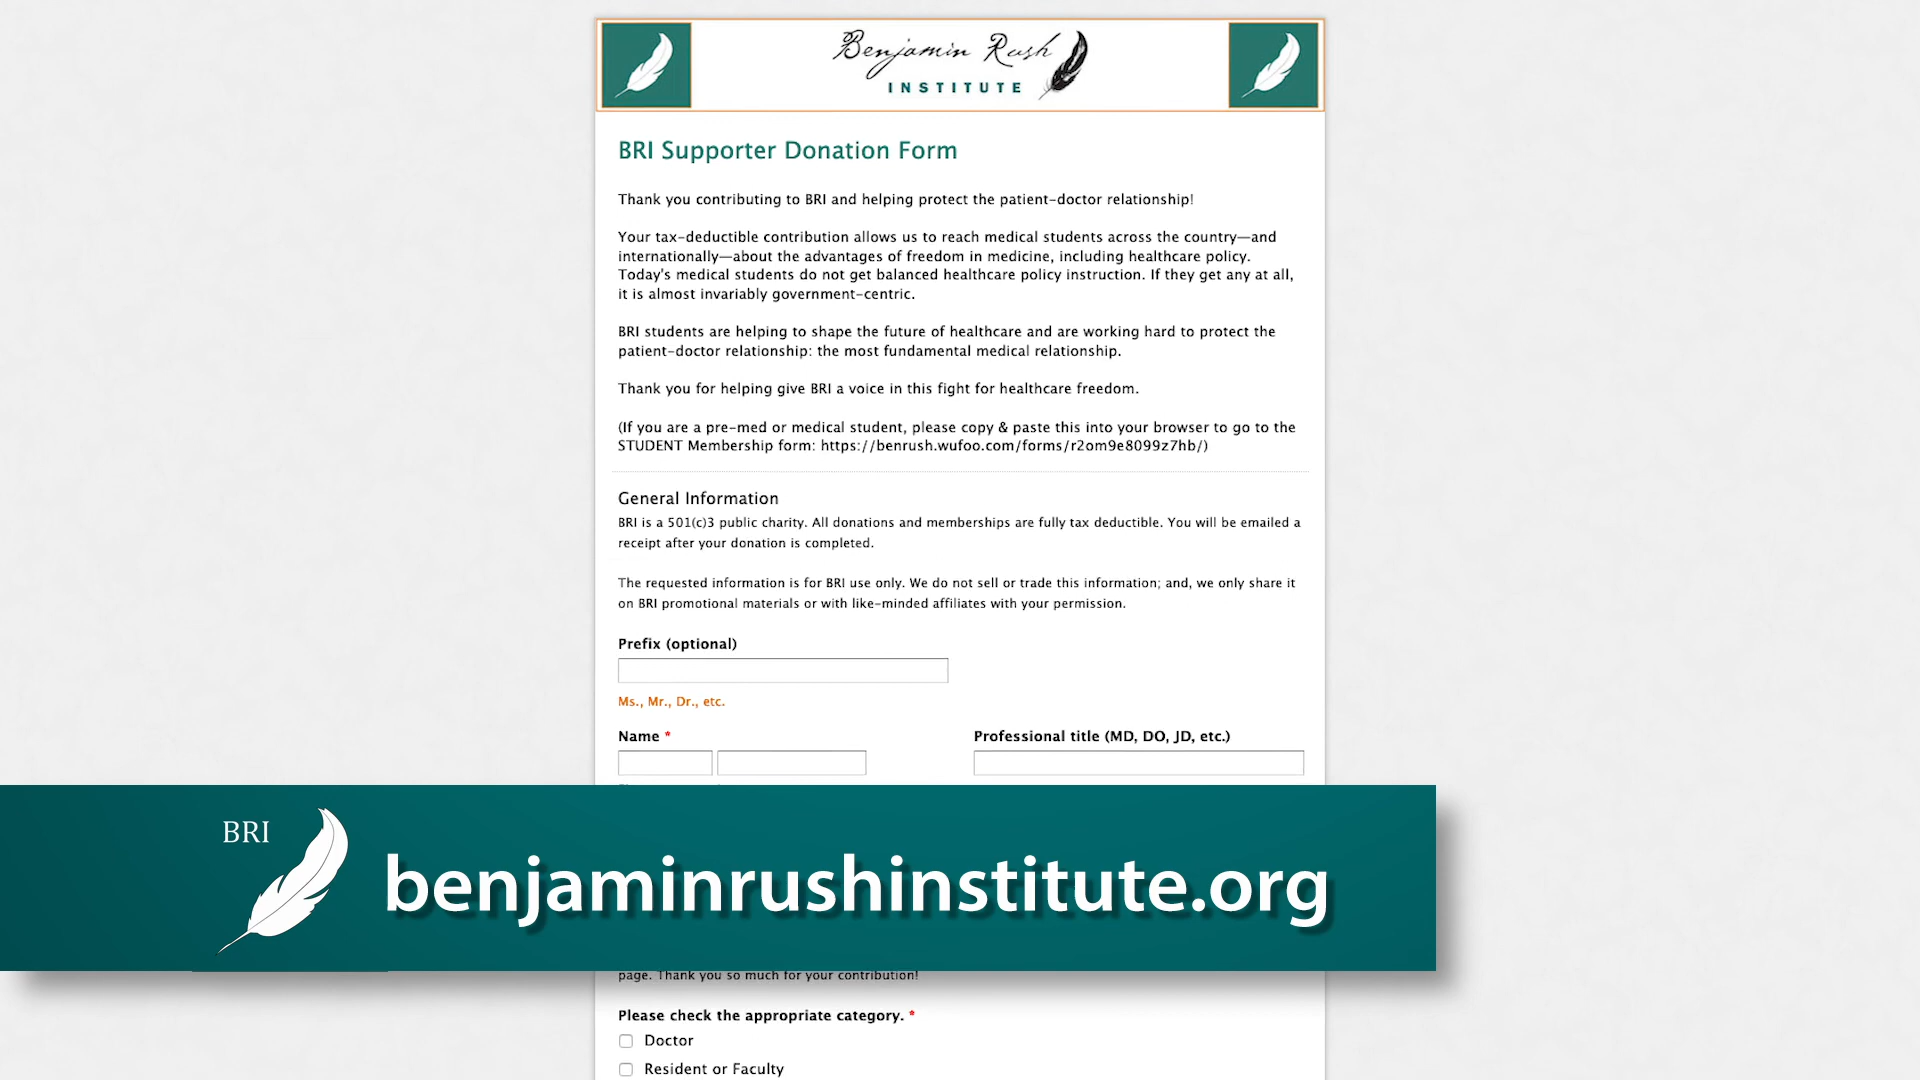 Benjamin Rush
INSTITUTE
BRI Supporter Donation Form
Thank you contributing to BRI and helping protect the patient-doctor relationship!
Your tax-deductible contribution allows us to reach medical students across the country—and
internationally—about the advantages of freedom in medicine, including healthcare policy.
Today's medical students do not get balanced healthcare policy instruction. If they get any at all,
it is almost invariably government-centric.
BRI students are helping to shape the future of healthcare and are working hard to protect the
patient-doctor relationship: the most fundamental medical relationship.
Thank you for helping give BRI a voice in this fight for healthcare freedom.
(If you are a pre-med or medical student, please copy & paste this into your browser to go to the
STUDENT Membership form: https://benrush.wufoo.com/forms/r2om9e8099z7hb/)
General Information
BRI is a 501(c)3 public charity. All donations and memberships are fully tax deductible. You will be emailed a
receipt after your donation is completed.
The requested information is for BRI use only. We do not sell or trade this information; and, we only share it
on BRI promotional materials or with like-minded affiliates with your permission.
Prefix (optional)
Ms., Mr., Dr., etc.
Name *
Professional title (MD, DO, JD, etc.)
BRI
benjaminrushinstitute.org
page. Thank you so much for your contribution!
Please check the appropriate category. *
Doctor
Resident or Faculty